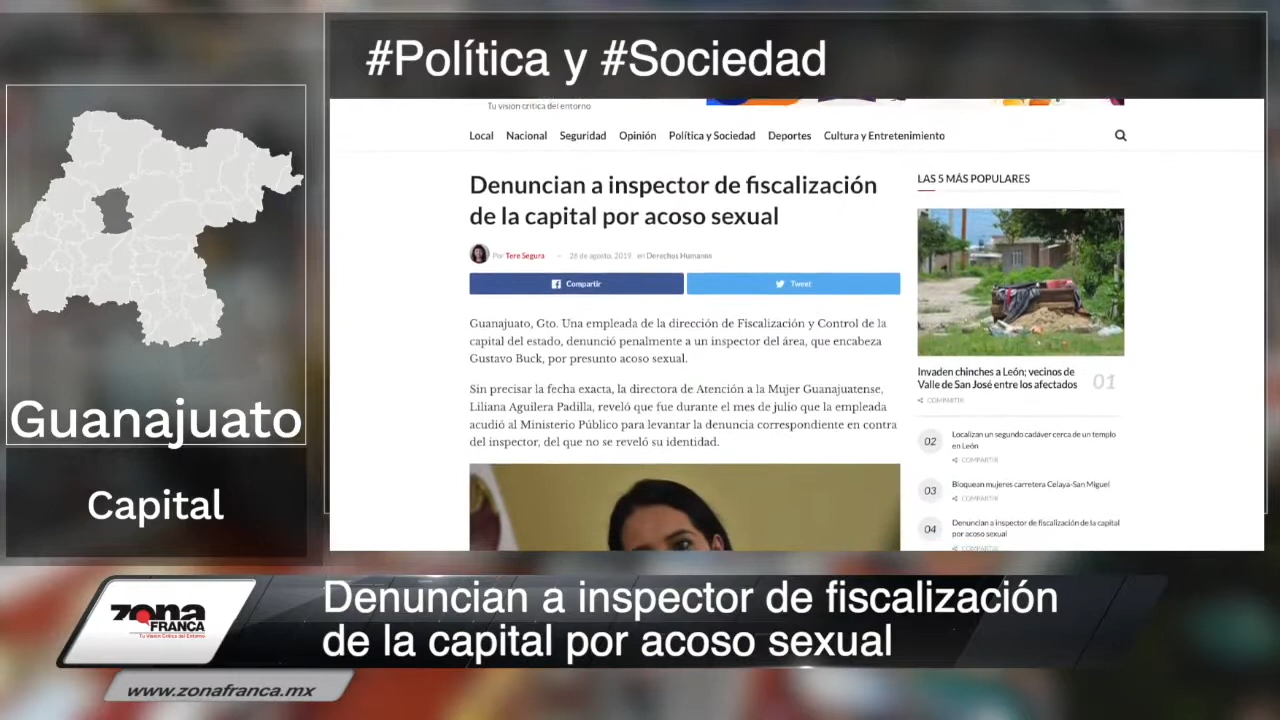 #Política y #Sociedad
Guanajuato
Capital
Tu visión crítica del entorno
Local Nacional Seguridad Opinión Política y Sociedad Deportes Cultura y Entretenimiento
Denuncian a inspector de fiscalización
de la capital por acoso sexual
Por Tere Segura — 28 de agosto, 2019 en Derechos Humanos
Compartir
Tweet
Guanajuato, Gto. Una empleada de la dirección de Fiscalización y Control de la
capital del estado, denunció penalmente a un inspector del área, que encabeza
Gustavo Buck, por presunto acoso sexual.
Sin precisar la fecha exacta, la directora de Atención a la Mujer Guanajuatense,
Liliana Aguilera Padilla, reveló que fue durante el mes de julio que la empleada
acudió al Ministerio Público para levantar la denuncia correspondiente en contra
del inspector, del que no se reveló su identidad.
LAS 5 MÁS POPULARES
Invaden chinches a León; vecinos de
Valle de San José entre los afectados
01
COMPARTIR
02
Localizan un segundo cadáver cerca de un templo
en León
COMPARTIR
03
Bloquean mujeres carretera Celaya-San Miguel
COMPARTIR
04
Denuncian a inspector de fiscalización de la capital
por acoso sexual
COMPARTIR
Denuncian a inspector de fiscalización
de la capital por acoso sexual
ZONA
FRANCA
Tu Visión Crítica del Entorno
www.zonafranca.mx